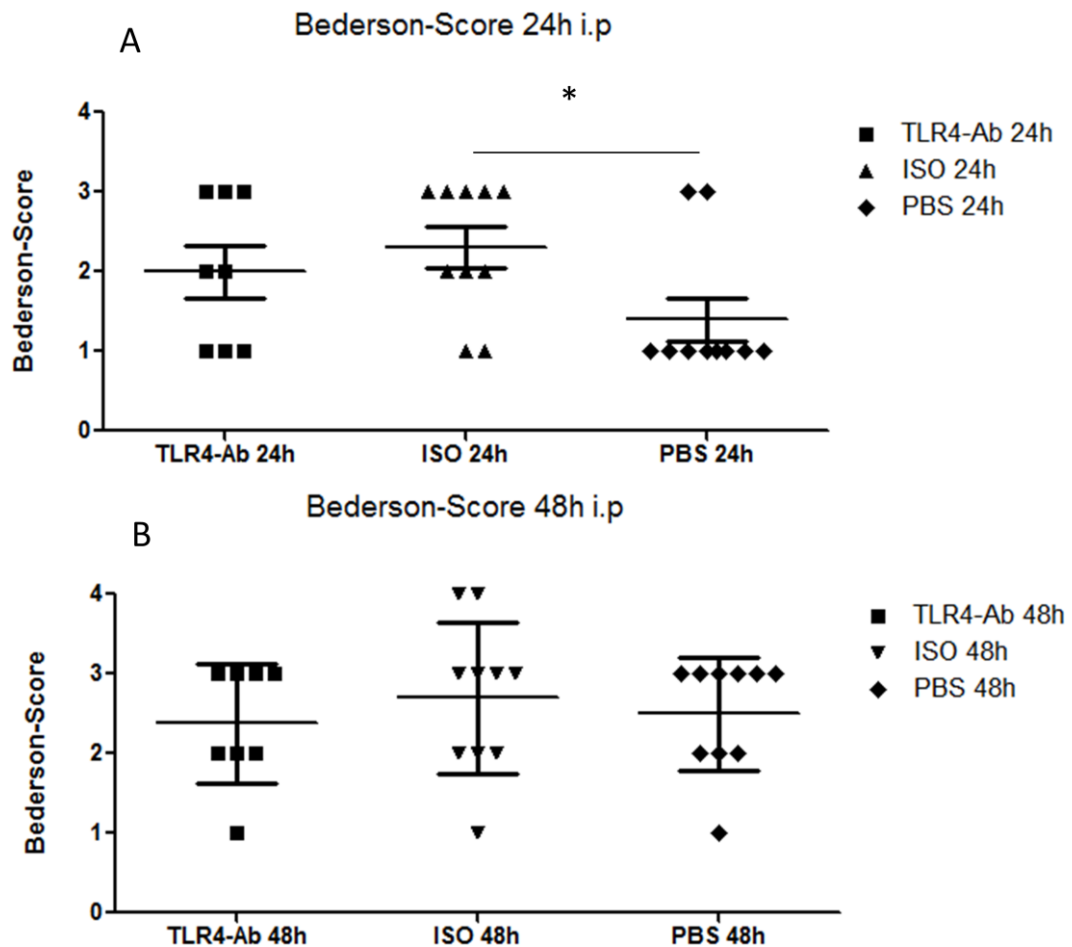 A
Bederson-Score 24h i.p
*
4
3
2
1
0
Bederson-Score
TLR4-Ab 24h
ISO 24h
PBS 24h
TLR4-Ab 24h
ISO 24h
PBS 24h
Bederson-Score 48h i.p
B
4
3
2
1
0
Bederson-Score
TLR4-Ab 48h
ISO 48h
PBS 48h
TLR4-Ab 48h
ISO 48h
PBS 48h